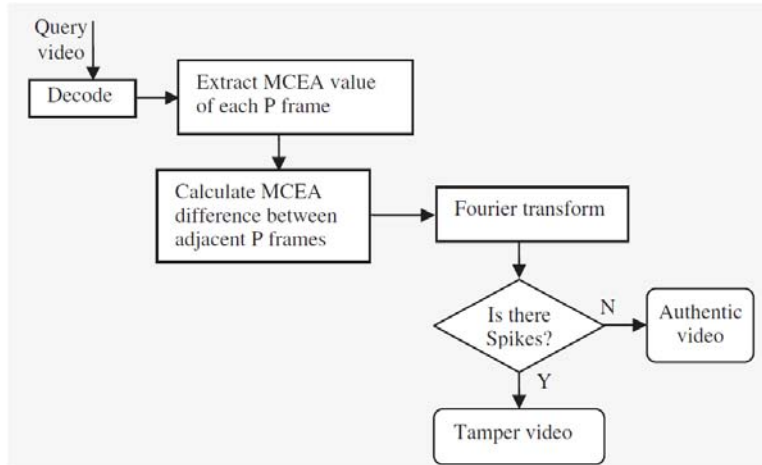 Query
video
Decode
Extract MCEA value
of each P frame
Calculate MCEA
difference between
adjacent P frames
Fourier transform
Is there
Spikes?
N
Authentic
video
Y
Tamper video